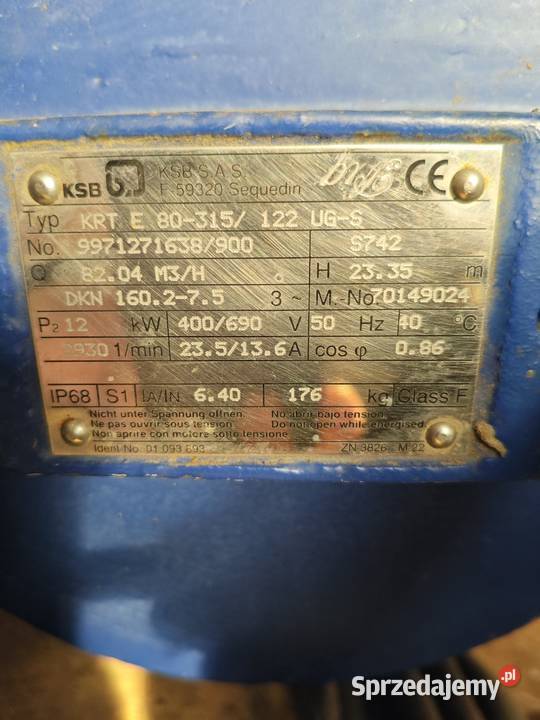 KSB
KSB S.A.S.
F 59320 Sequedin
CE
Typ KRT E 80-315/ 122 UG-S
No. 9971271638/900 S742
Q 82.04 M3/H H 23.35 m
DKN 160.2-7.5 3 ~ M.-No. 70149024
P2 12 kW 400/690 V 50 Hz 40 °C
2930 1/min 23.5/13.6 A cos φ 0.86
IP68 S1 IA/IN 6.40 176 kg Class F
Nicht unter Spannung öffnen No abrir bajo tension
Ne pas ouvrir sous tension Do not open while energised
Non aprire con motore sotto tensione
Ident No. 01 093 693 ZN 3826 M 22
Sprzedajemy.pl